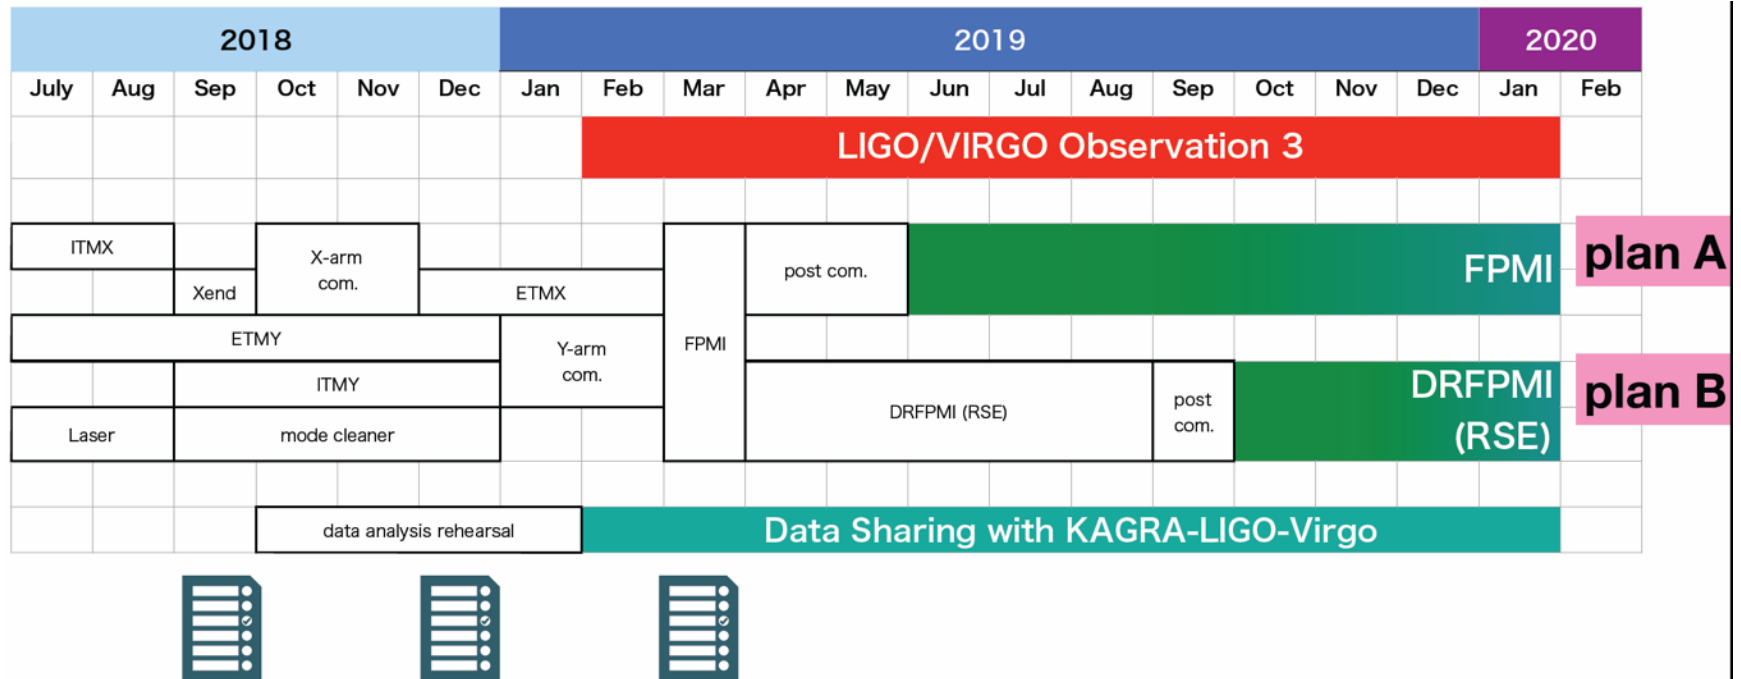 2018 2019 2020
July Aug Sep Oct Nov Dec Jan Feb Mar Apr May Jun Jul Aug Sep Oct Nov Dec Jan Feb
LIGO/VIRGO Observation 3
ITMX
X-arm
com.
post com.
FPMI
plan A
Xend
ETMX
ETMY
Y-arm
com.
FPMI
ITMY
DRFPMI (RSE)
post
com.
DRFPMI
(RSE)
plan B
Laser
mode cleaner
data analysis rehearsal
Data Sharing with KAGRA-LIGO-Virgo